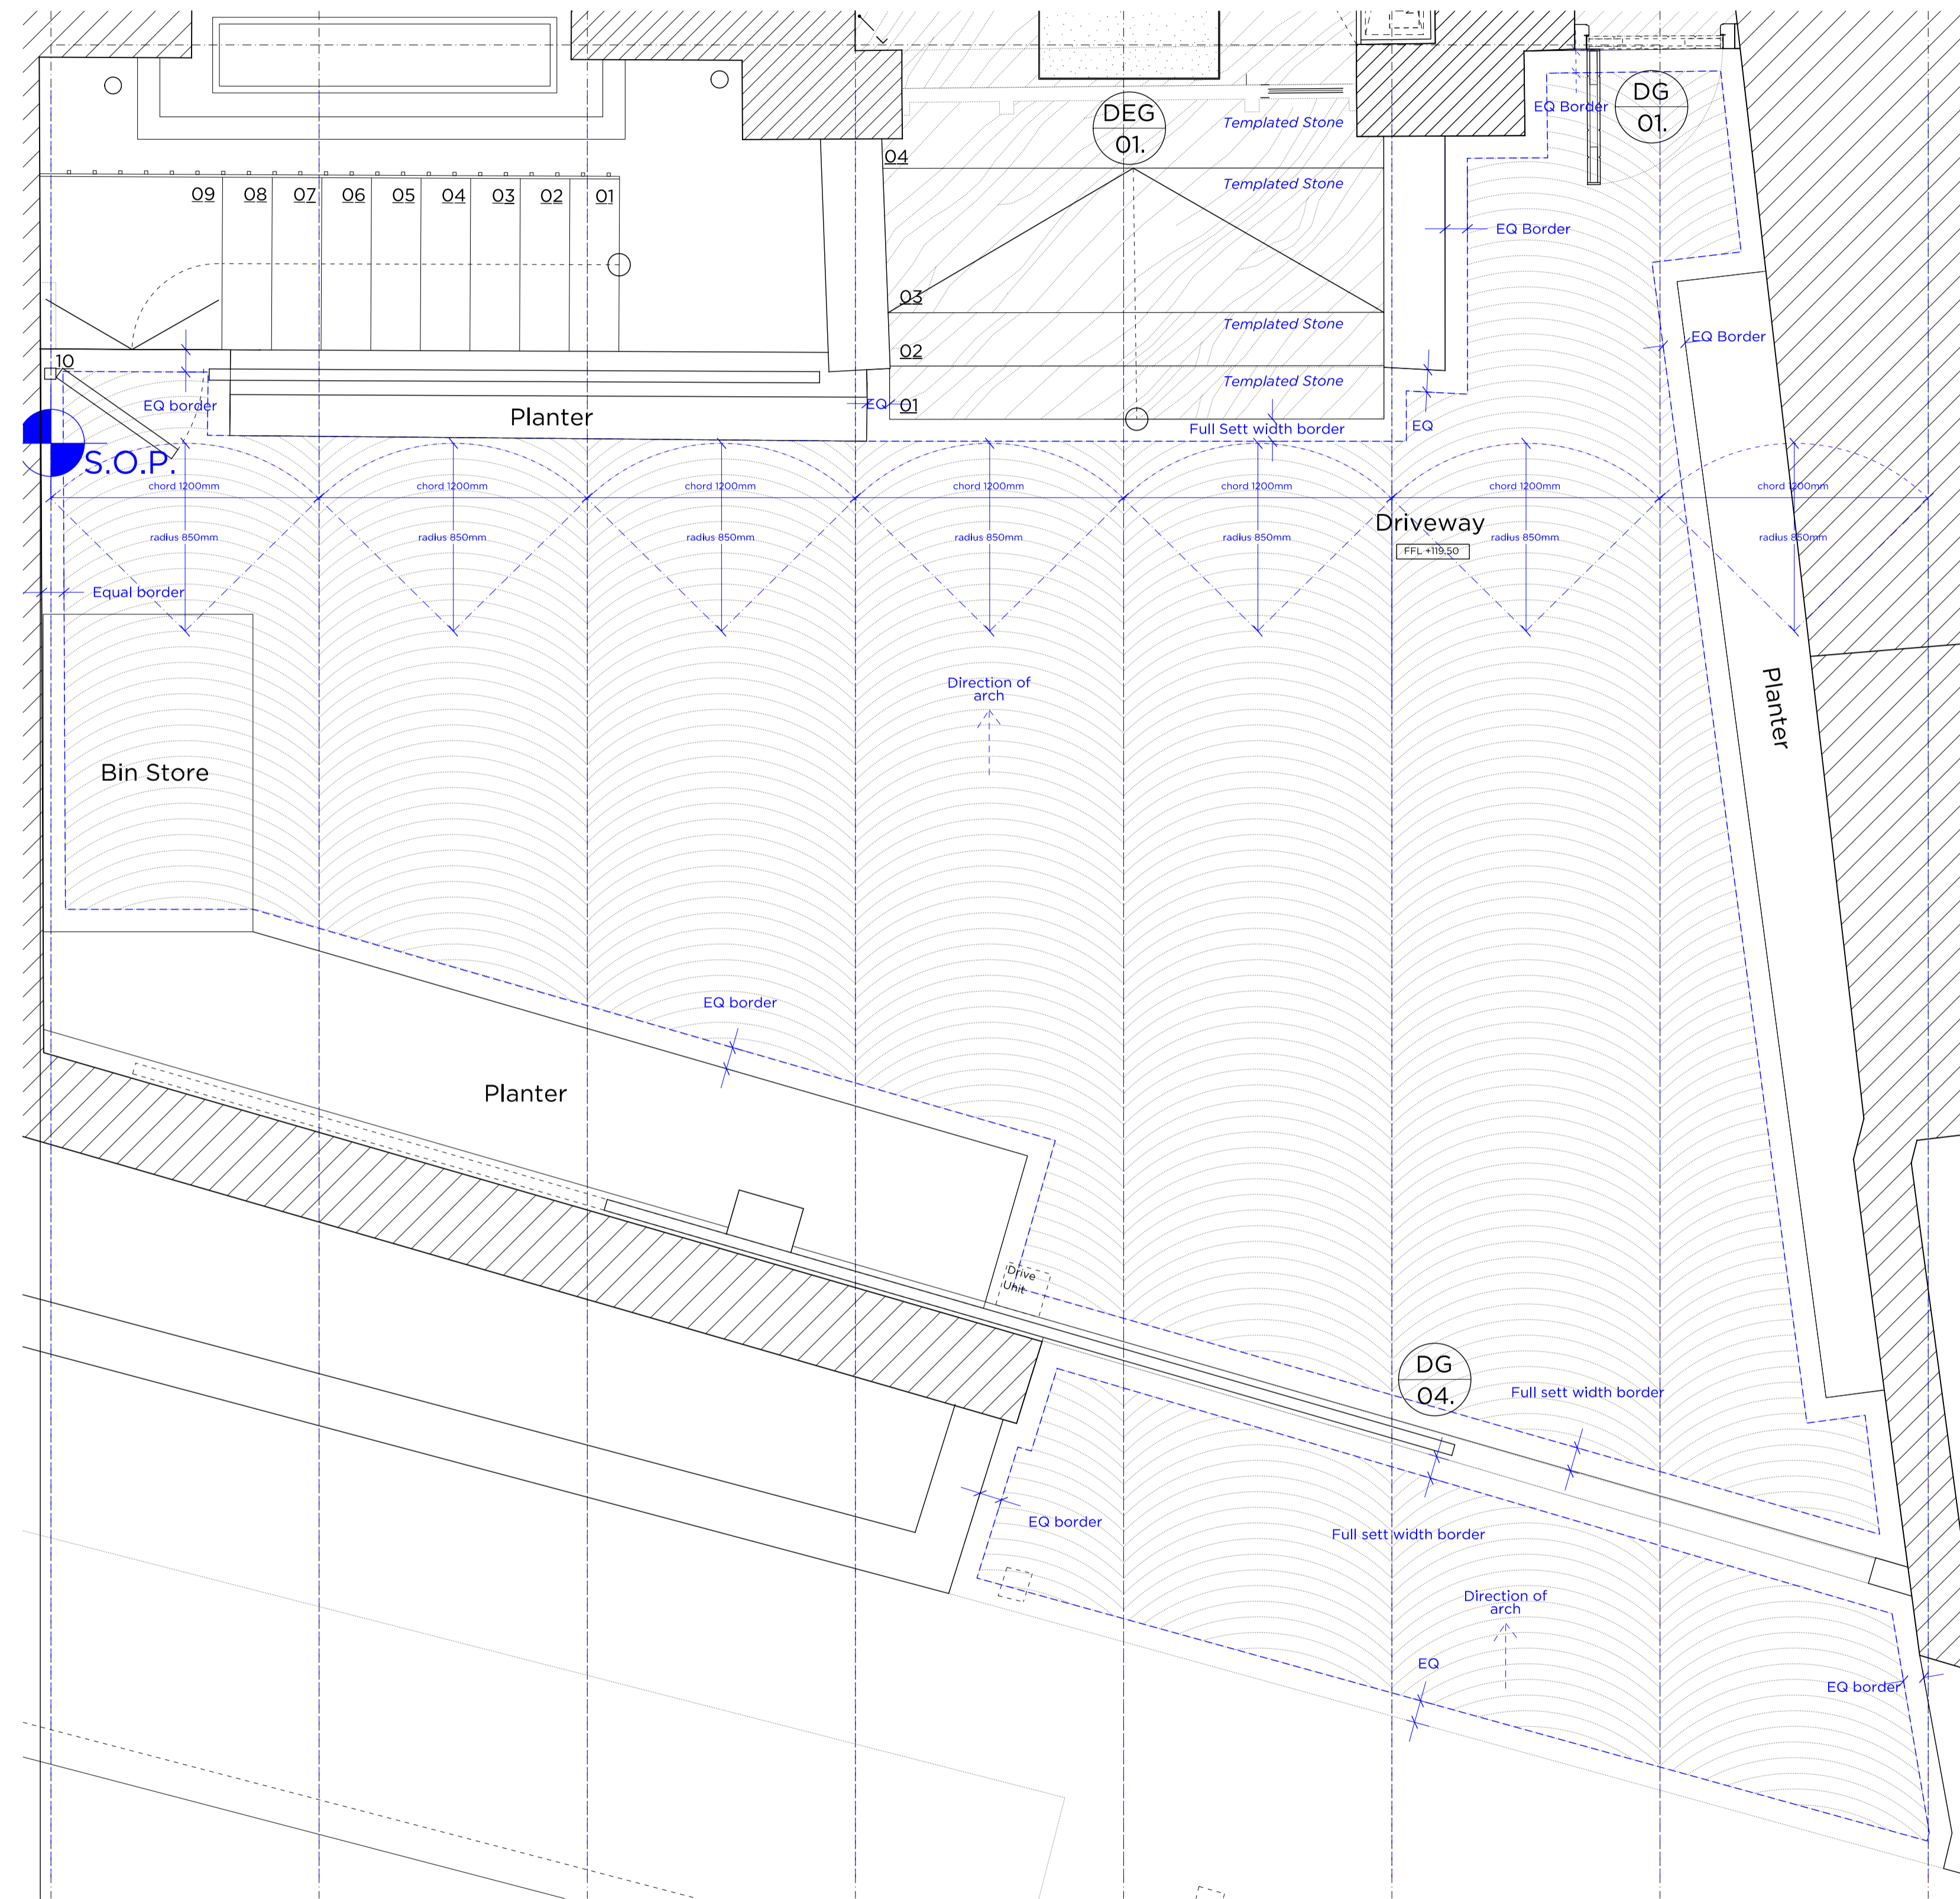 DEG
01.
DG
01.
EQ Border
Templated Stone
04
Templated Stone
09
08
07
06
05
04
03
02
01
EQ Border
03
Templated Stone
EQ Border
02
10
Templated Stone
EQ border
Planter
EQ
01
Full Sett width border
EQ
S.O.P.
chord 1200mm
chord 1200mm
chord 1200mm
chord 1200mm
chord 1200mm
chord 1200mm
chord 1200mm
Driveway
FFL +119.50
radius 850mm
radius 850mm
radius 850mm
radius 850mm
radius 850mm
radius 850mm
radius 850mm
Equal border
Direction of
arch
Planter
Bin Store
EQ border
Planter
Drive
Unit
DG
04.
Full sett width border
EQ border
Full sett width border
Direction of
arch
EQ
EQ border